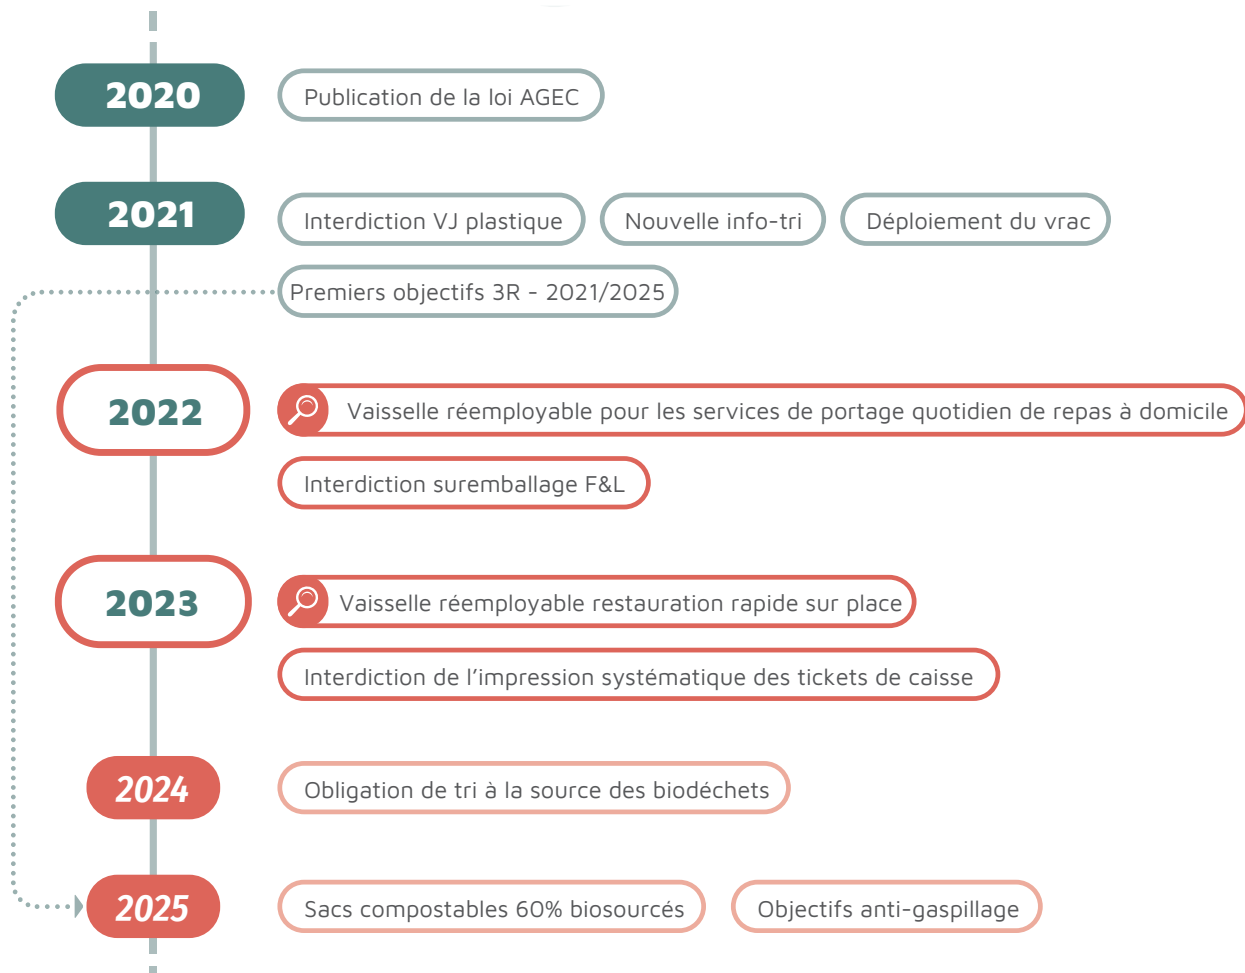 2020
Publication de la loi AGEC
2021
Interdiction VJ plastique
Nouvelle info-tri
Déploiement du vrac
Premiers objectifs 3R - 2021/2025
2022
Vaisselle réemployable pour les services de portage quotidien de repas à domicile
Interdiction suremballage F&L
2023
Vaisselle réemployable restauration rapide sur place
Interdiction de l’impression systématique des tickets de caisse
2024
Obligation de tri à la source des biodéchets
2025
Sacs compostables 60% biosourcés
Objectifs anti-gaspillage